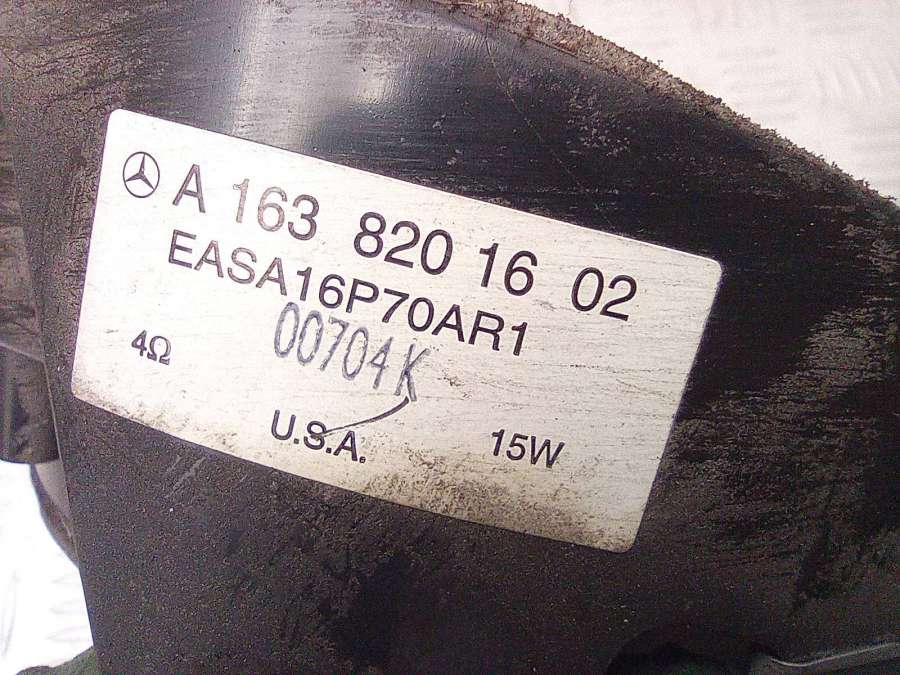 A 163 820 16 02
EASA16P70AR1
00704K
4Ω
U.S.A.
15W